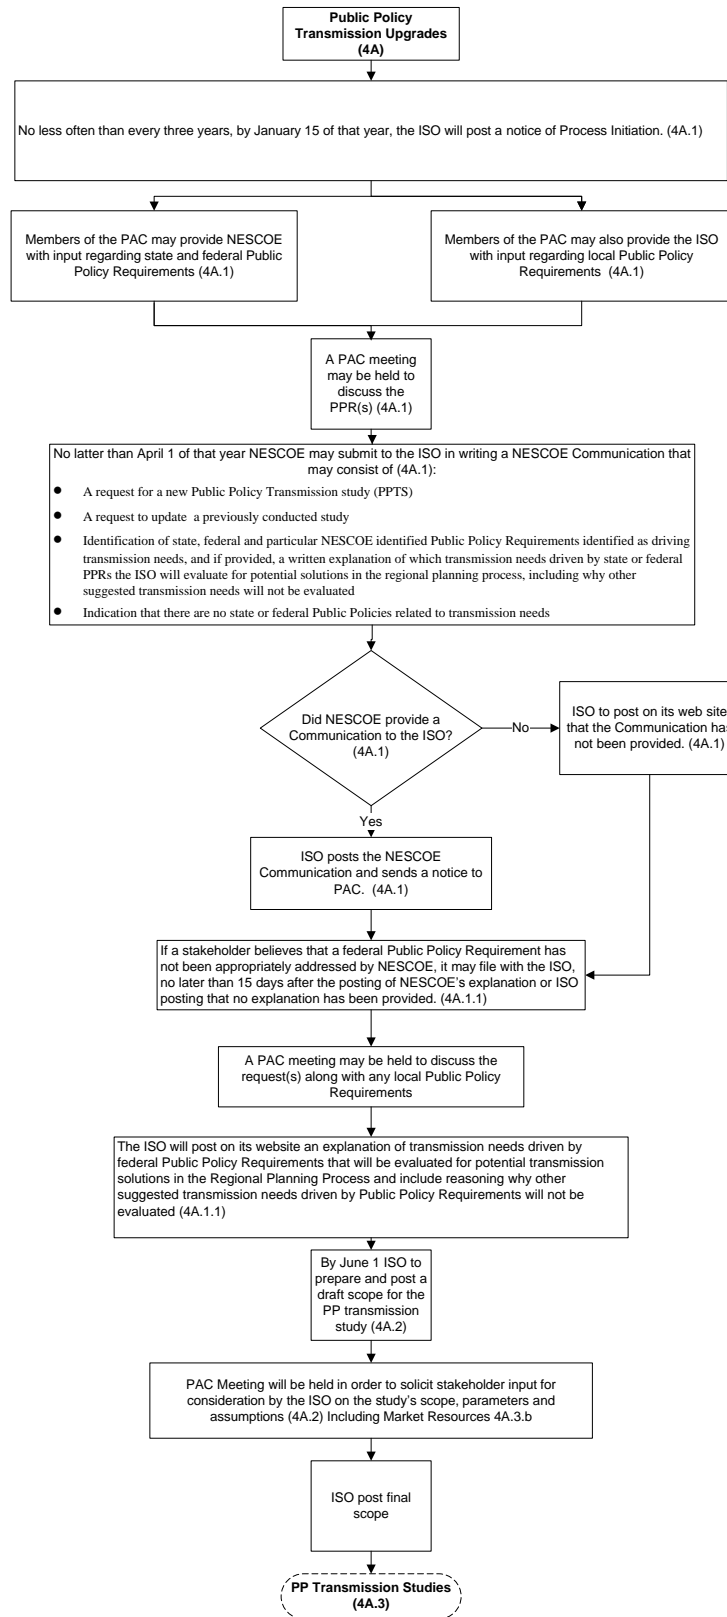 Public Policy
Transmission Upgrades
(4A)
No less often than every three years, by January 15 of that year, the ISO will post a notice of Process Initiation. (4A.1)
Members of the PAC may provide NESCOE
with input regarding state and federal Public
Policy Requirements (4A.1)
Members of the PAC may also provide the ISO
with input regarding local Public Policy
Requirements (4A.1)
A PAC meeting
may be held to
discuss the
PPR(s) (4A.1)
No latter than April 1 of that year NESCOE may submit to the ISO in writing a NESCOE Communication that
may consist of (4A.1):
● A request for a new Public Policy Transmission study (PPTS)
● A request to update a previously conducted study
● Identification of state, federal and particular NESCOE identified Public Policy Requirements identified as driving
transmission needs, and if provided, a written explanation of which transmission needs driven by state or federal
PPRs the ISO will evaluate for potential solutions in the regional planning process, including why other
suggested transmission needs will not be evaluated
● Indication that there are no state or federal Public Policies related to transmission needs
Did NESCOE provide a
Communication to the ISO?
(4A.1)
No
ISO to post on its web site
that the Communication has
not been provided. (4A.1)
Yes
ISO posts the NESCOE
Communication and sends a notice to
PAC. (4A.1)
If a stakeholder believes that a federal Public Policy Requirement has
not been appropriately addressed by NESCOE, it may file with the ISO,
no later than 15 days after the posting of NESCOE's explanation or ISO
posting that no explanation has been provided. (4A.1.1)
A PAC meeting may be held to discuss the
request(s) along with any local Public Policy
Requirements
The ISO will post on its website an explanation of transmission needs driven by
federal Public Policy Requirements that will be evaluated for potential transmission
solutions in the Regional Planning Process and include reasoning why other
suggested transmission needs driven by Public Policy Requirements will not be
evaluated (4A.1.1)
By June 1 ISO to
prepare and post a
draft scope for the
PP transmission
study (4A.2)
PAC Meeting will be held in order to solicit stakeholder input for
consideration by the ISO on the study's scope, parameters and
assumptions (4A.2) Including Market Resources 4A.3.b
ISO post final
scope
PP Transmission Studies
(4A.3)